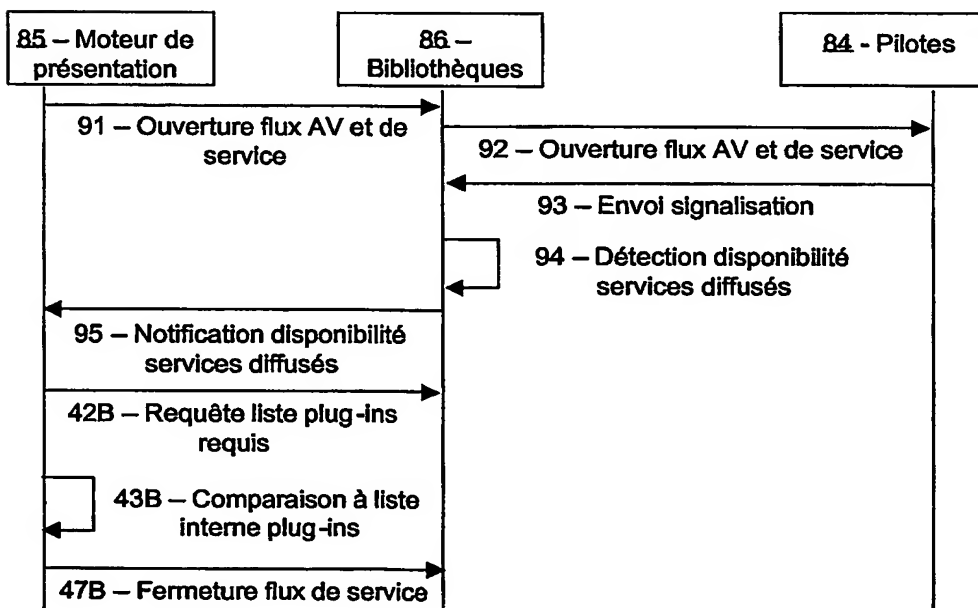 85 – Moteur de
présentation
86 –
Bibliothèques
84 - Pilotes
91 – Ouverture flux AV et de
service
92 – Ouverture flux AV et de service
93 – Envoi signalisation
94 – Détection disponibilité
services diffusés
95 – Notification disponibilité
services diffusés
42B – Requête liste plug-ins
requis
43B – Comparaison à liste
interne plug-ins
47B – Fermeture flux de service